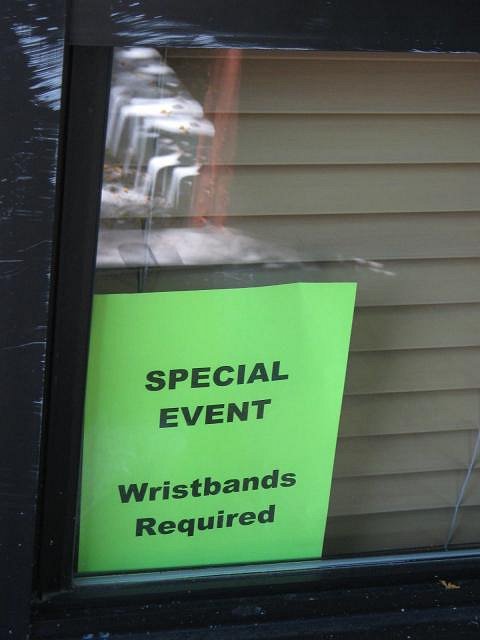 SPECIAL
EVENT
Wristbands
Required